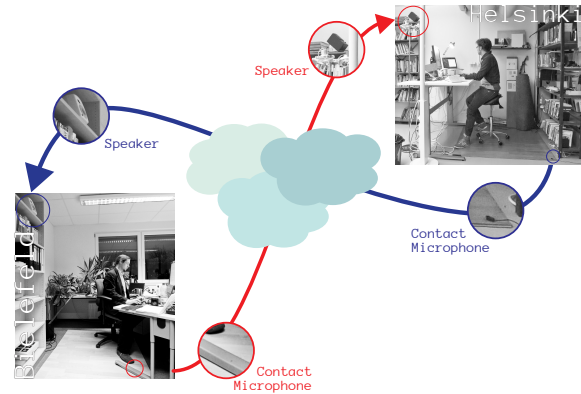 Helsinki
Speaker
Speaker
Contact
Microphone
Bielefeld
Contact
Microphone